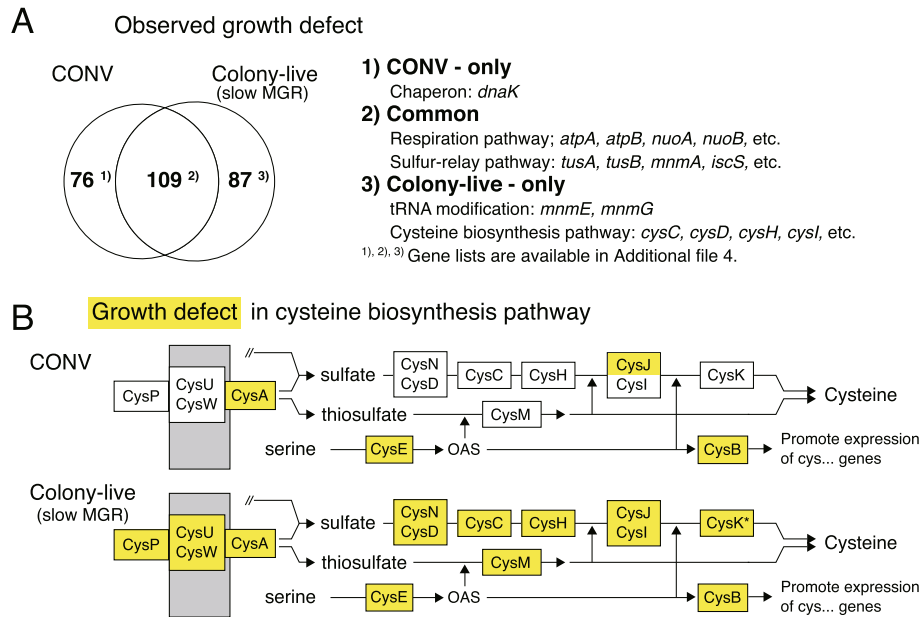 A
Observed growth defect
CONV
Colony-live
(slow MGR)
76 1)
109 2)
87 3)
1) CONV - only
Chaperon: dnaK
2) Common
Respiration pathway; atpA, atpB, nuoA, nuoB, etc.
Sulfur-relay pathway: tusA, tusB, mnmA, iscS, etc.
3) Colony-live - only
tRNA modification: mnmE, mnmG
Cysteine biosynthesis pathway: cysC, cysD, cysH, cysI, etc.
1), 2), 3) Gene lists are available in Additional file 4.
B
Growth defect in cysteine biosynthesis pathway
CONV
CysP
CysU
CysW
CysA
//
sulfate
CysN
CysD
CysC
CysH
CysJ
CysI
CysK
Cysteine
thiosulfate
CysM
serine
CysE
OAS
CysB
Promote expression
of cys... genes
Colony-live
(slow MGR)
CysP
CysU
CysW
CysA
//
sulfate
CysN
CysD
CysC
CysH
CysJ
CysI
CysK*
Cysteine
thiosulfate
CysM
serine
CysE
OAS
CysB
Promote expression
of cys... genes